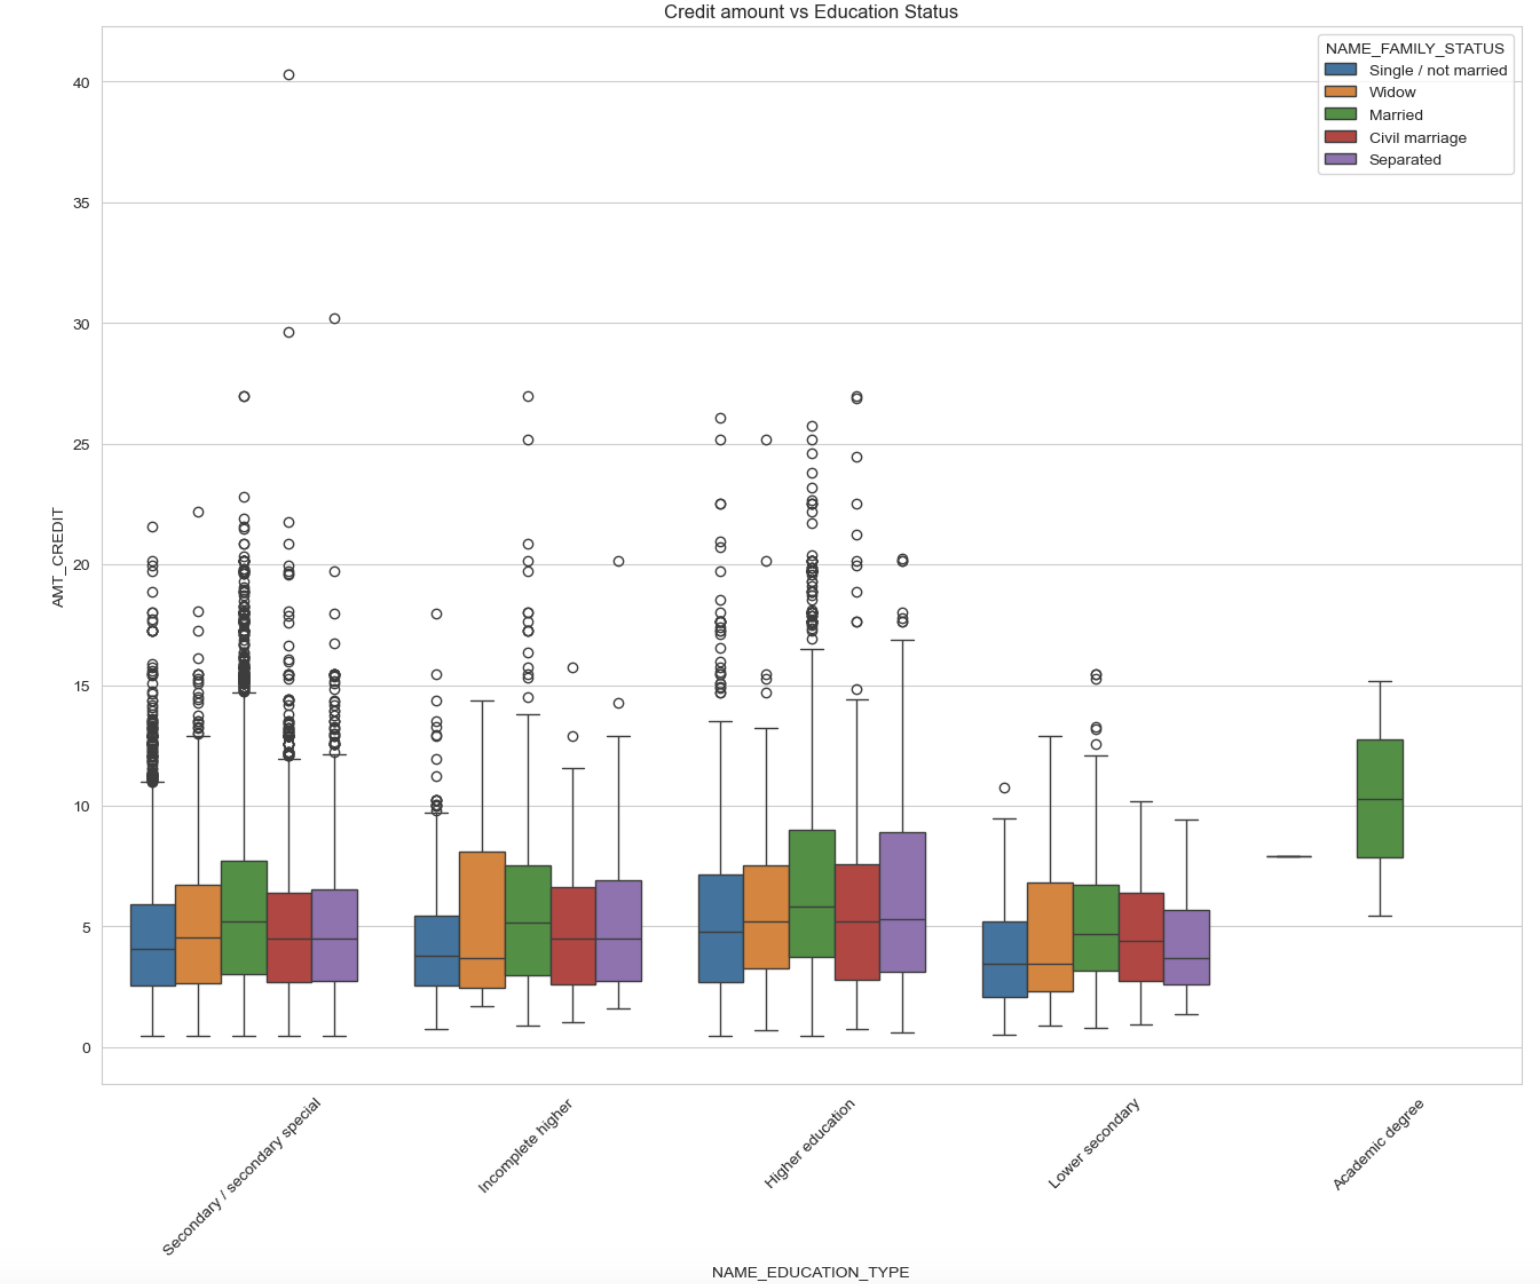 Credit amount vs Education Status
NAME_FAMILY_STATUS
Single / not married
Widow
Married
Civil marriage
Separated
40
35
30
25
20
15
10
5
0
AMT_CREDIT
Secondary / secondary special
Incomplete higher
Higher education
Lower secondary
Academic degree
NAME_EDUCATION_TYPE